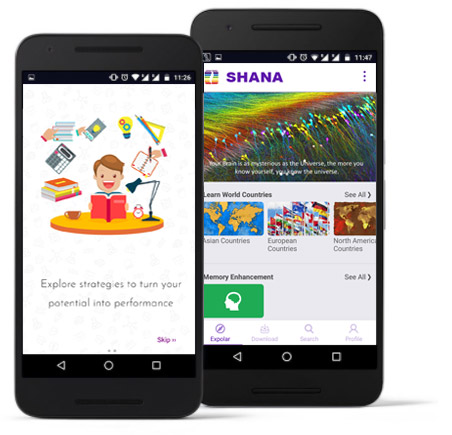 11:26
Explore strategies to turn your
potential into performance
Skip ››
11:47
SHANA
Your Brain is as mysterious as the Universe, the more you
know yourself, you know the universe.
Learn World Countries
See All ❯
Asian Countries
European
Countries
North America
Countries
Memory Enhancement
See All ❯
Explar
Download
Search
Profile